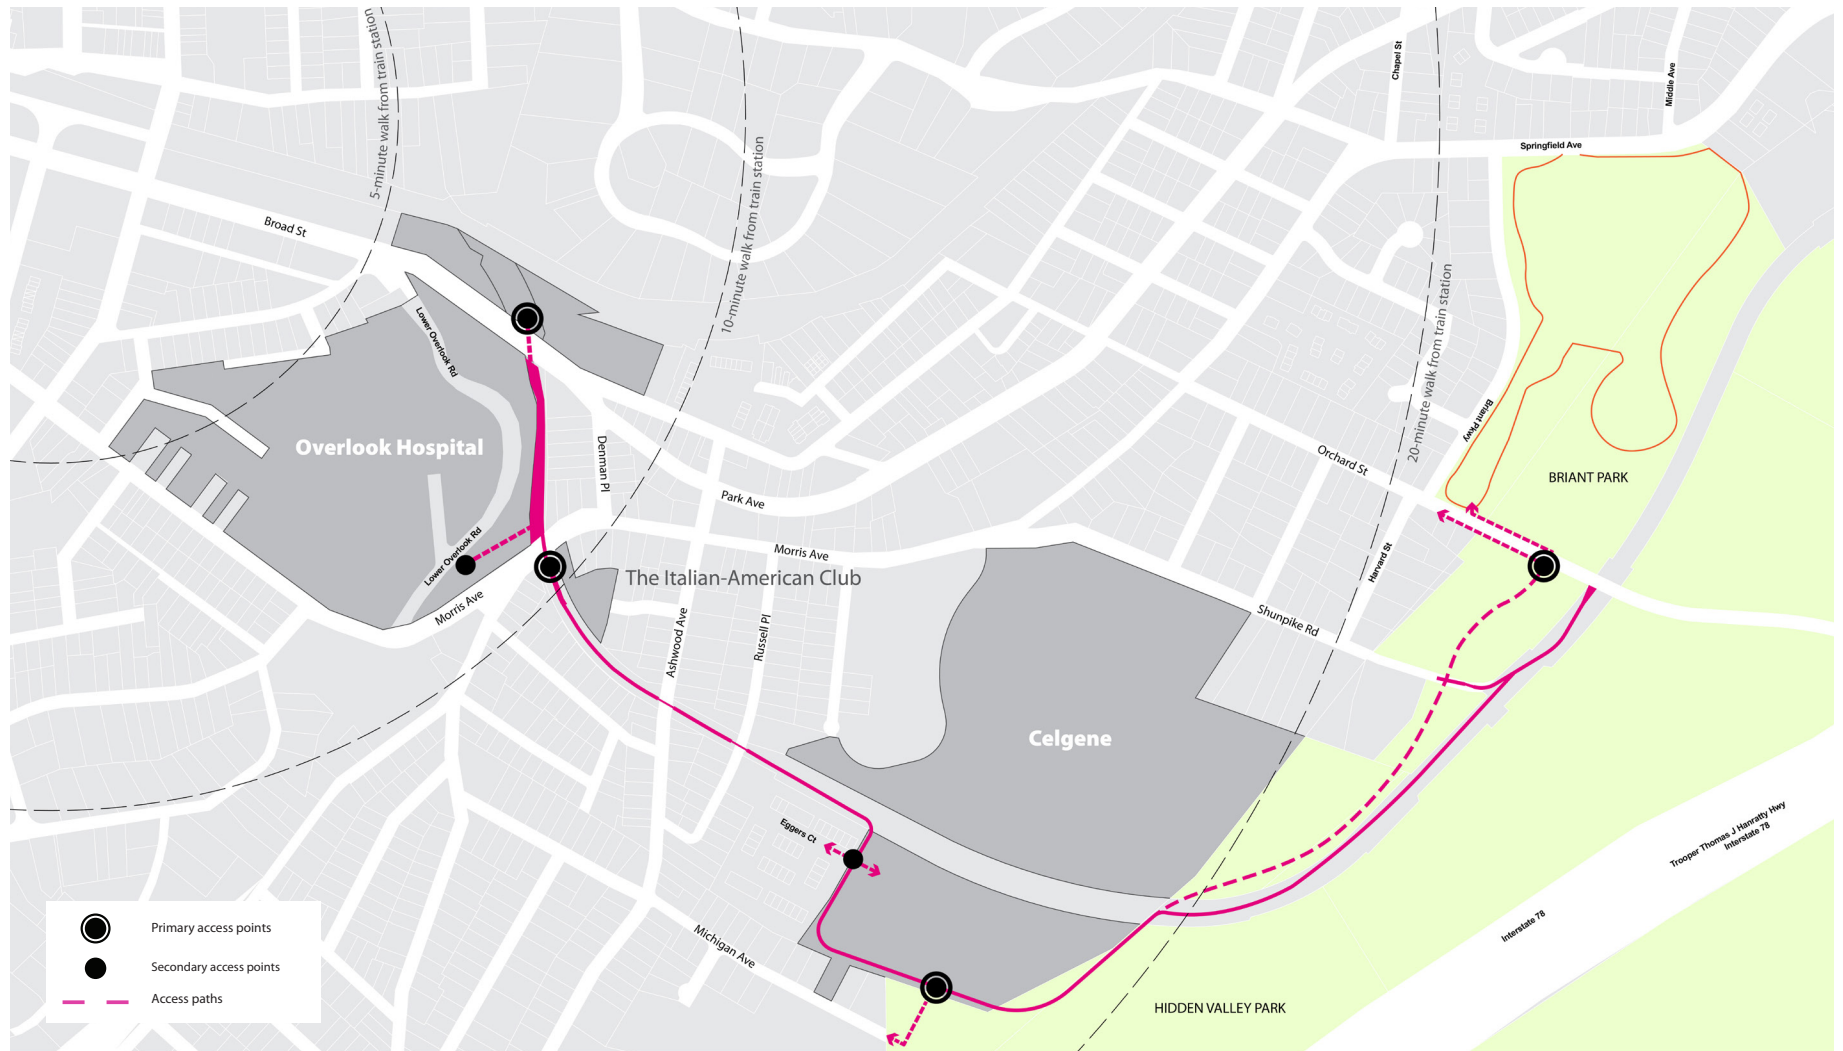 5-minute walk from train station
10-minute walk from train station
20-minute walk from train station
Chapel St
Middle Ave
Springfield Ave
Broad St
Lower Overlook Rd
Overlook Hospital
Denman Pl
Park Ave
Orchard St
Briant Pkwy
BRIANT PARK
Lower Overlook Rd
Morris Ave
Morris Ave
The Italian-American Club
Harvard St
Shunpike Rd
Ashwood Ave
Russell Pl
Celgene
Eggers Ct
Trooper Thomas J Hanratty Hwy
Interstate 78
Interstate 78
Michigan Ave
HIDDEN VALLEY PARK
Primary access points
Secondary access points
Access paths